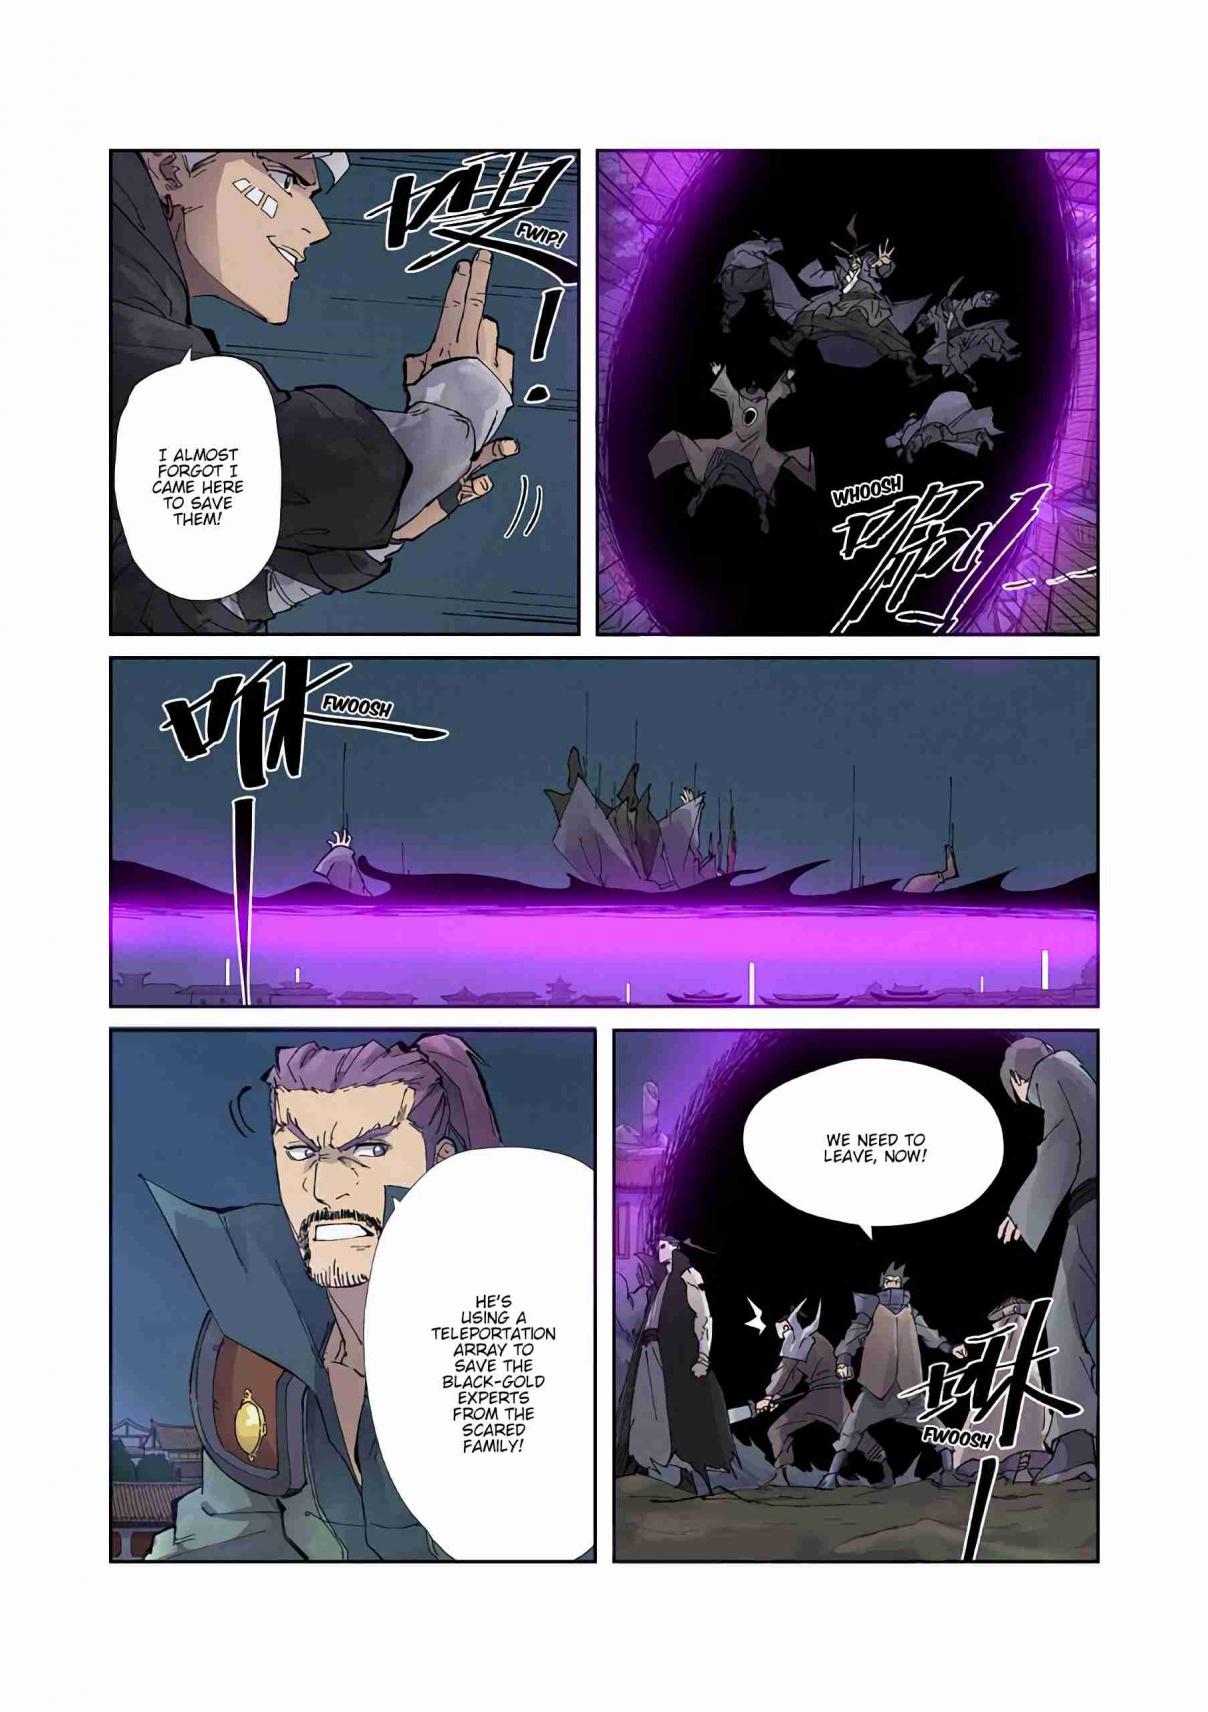 嗖!
FWIP!
I ALMOST
FORGOT I
CAME HERE
TO SAVE
THEM!
WHOOSH
咻!
FWOOSH
HE'S
USING A
TELEPORTATION
ARRAY TO
SAVE THE
BLACK-GOLD
EXPERTS
FROM THE
SCARED
FAMILY!
WE NEED TO
LEAVE, NOW!
咻!
FWOOSH